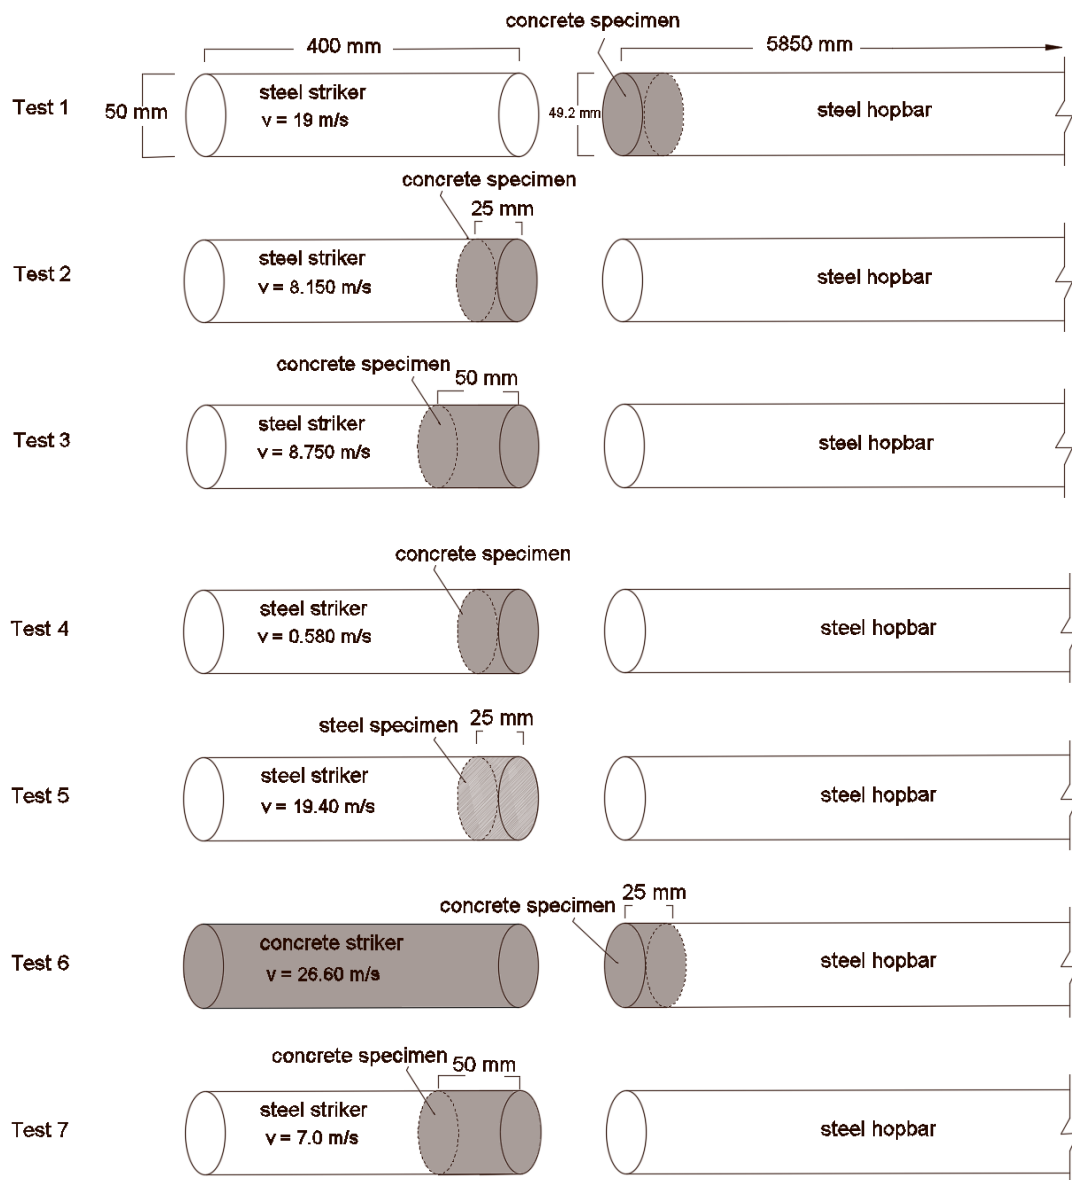 concrete specimen
400 mm
5850 mm
Test 1
50 mm
steel striker
v = 19 m/s
49.2 mm
steel hopbar
concrete specimen
25 mm
Test 2
steel striker
v = 8.150 m/s
steel hopbar
concrete specimen
50 mm
Test 3
steel striker
v = 8.750 m/s
steel hopbar
concrete specimen
Test 4
steel striker
v = 0.580 m/s
steel hopbar
steel specimen
25 mm
Test 5
steel striker
v = 19.40 m/s
steel hopbar
concrete specimen
25 mm
Test 6
concrete striker
v = 26.60 m/s
steel hopbar
concrete specimen
50 mm
Test 7
steel striker
v = 7.0 m/s
steel hopbar